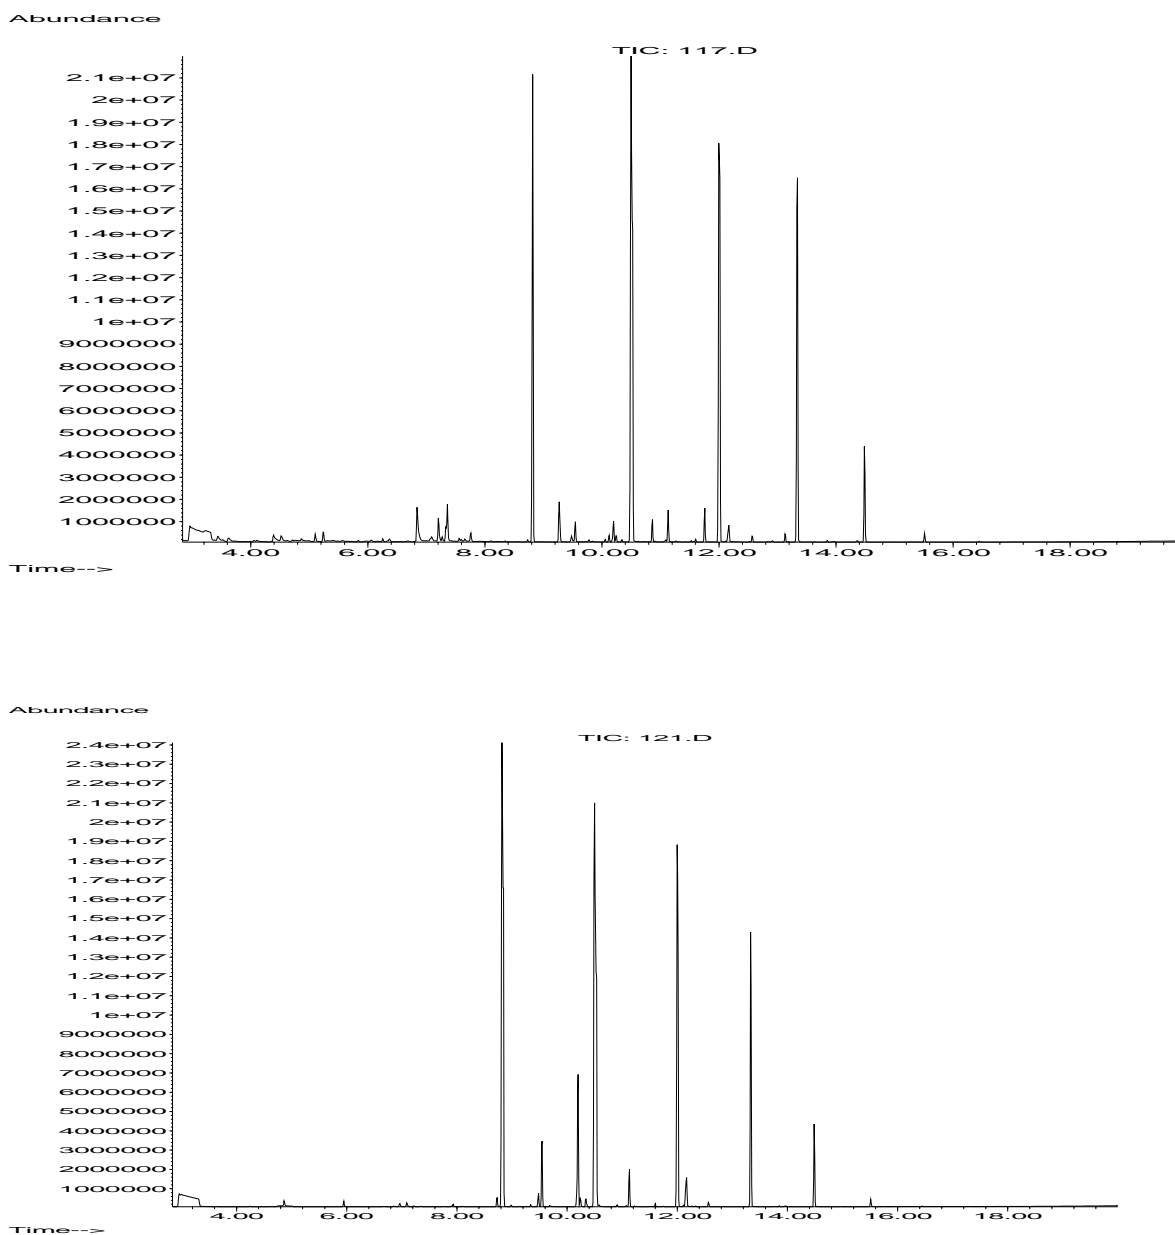 Abundance
TIC: 117.D
2.1e+07
2e+07
1.9e+07
1.8e+07
1.7e+07
1.6e+07
1.5e+07
1.4e+07
1.3e+07
1.2e+07
1.1e+07
1e+07
9000000
8000000
7000000
6000000
5000000
4000000
3000000
2000000
1000000
4.00 6.00 8.00 10.00 12.00 14.00 16.00 18.00
Time-->
Abundance
TIC: 121.D
2.4e+07
2.3e+07
2.2e+07
2.1e+07
2e+07
1.9e+07
1.8e+07
1.7e+07
1.6e+07
1.5e+07
1.4e+07
1.3e+07
1.2e+07
1.1e+07
1e+07
9000000
8000000
7000000
6000000
5000000
4000000
3000000
2000000
1000000
4.00 6.00 8.00 10.00 12.00 14.00 16.00 18.00
Time-->